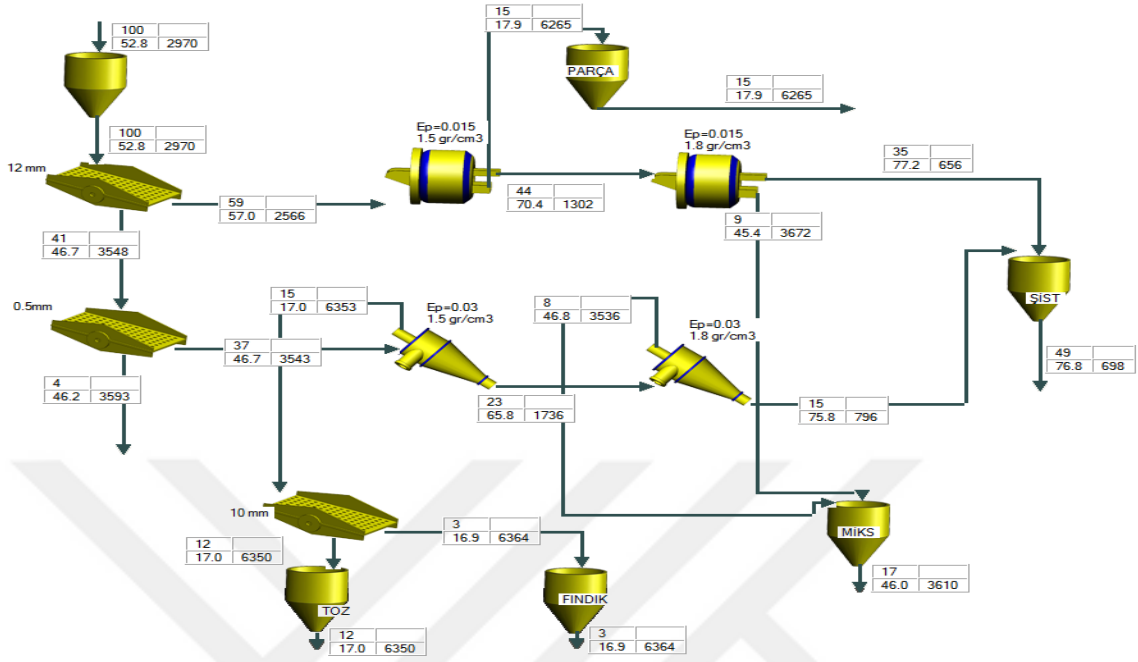 100
52.8 2970
15
17.9 6265
PARÇA
15
17.9 6265
100
52.8 2970
12 mm
Ep=0.015
1.5 gr/cm3
Ep=0.015
1.8 gr/cm3
35
77.2 656
59
57.0 2566
44
70.4 1302
9
45.4 3672
41
46.7 3548
0.5mm
15
17.0 6353
Ep=0.03
1.5 gr/cm3
8
46.8 3536
Ep=0.03
1.8 gr/cm3
ŞİST
37
46.7 3543
49
76.8 698
4
46.2 3593
23
65.8 1736
15
75.8 796
10 mm
3
16.9 6364
MİKS
12
17.0 6350
17
46.0 3610
TOZ
FINDIK
12
17.0 6350
3
16.9 6364